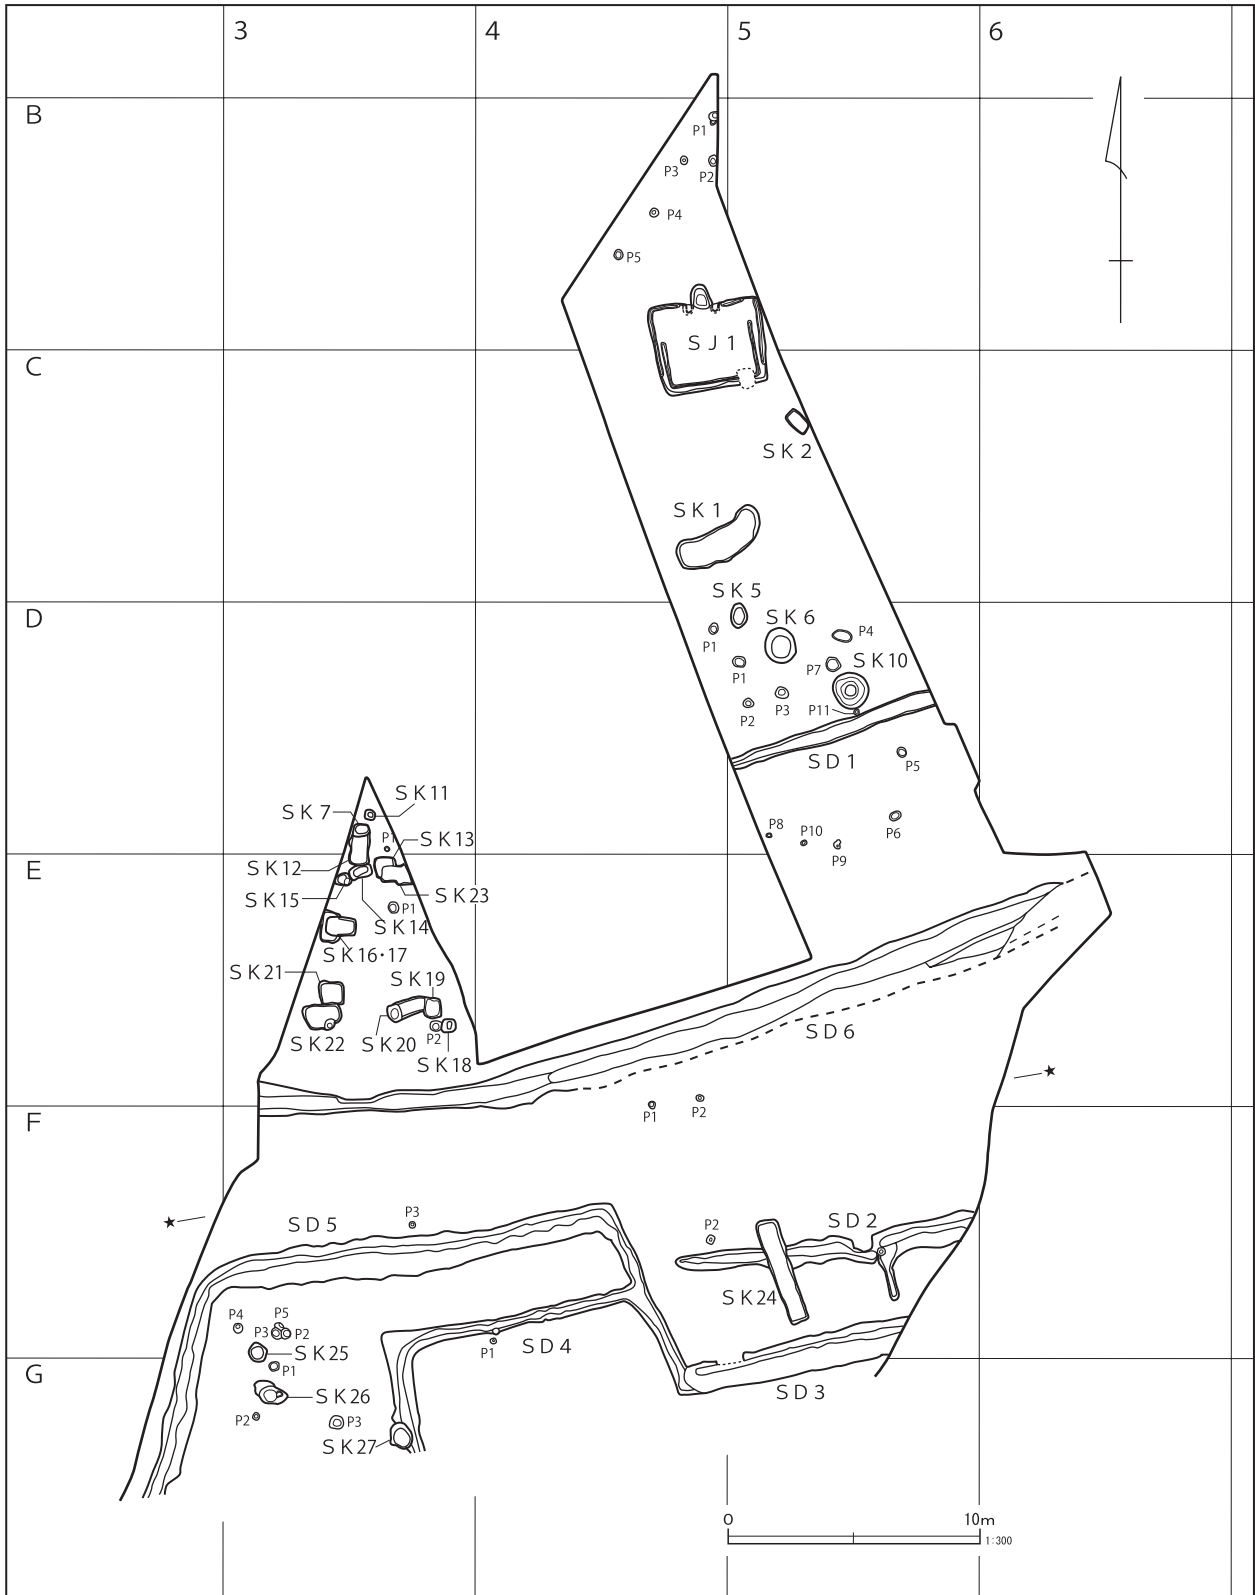 3 4 5 6
B
P1
P3 P2
P4
P5
SJ1
C
SK2
SK1
SK5
D
SK6
P1 P4
P1 P7 SK10
P2 P3 P11
SD1
P5
SK11
SK7
P8 P10 P6
P1 SK13
P9
E
SK12
SK15 SK23
P1
SK14
SK16・17
SK21 SK19
SD6
P2
SK22 SK20
SK18
★
F
P1 P2
P3
★
SD5 SD2
P2
SK24
P4 P5
P3 P2
P1 SD4
SK25
G
P1
SK26 SD3
P2 P3
SK27
0 10m
1:300